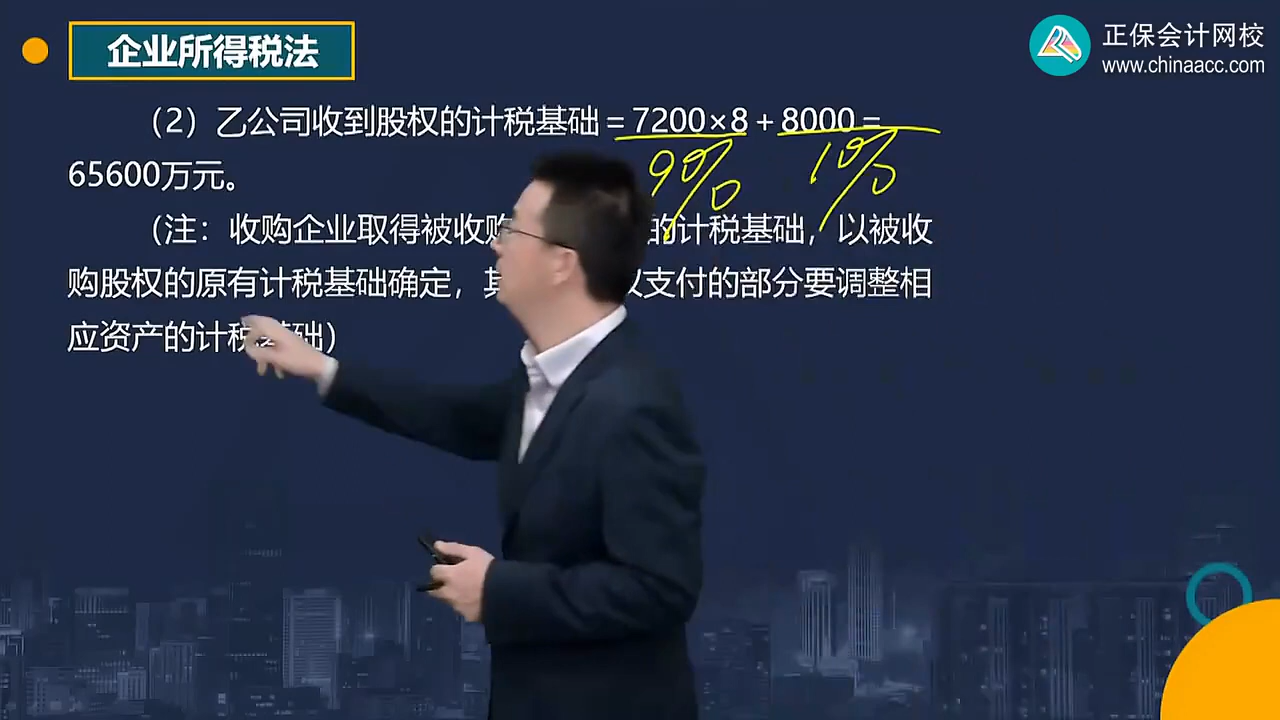 企业所得税法
正保会计网校
www.chinaacc.com
（2）乙公司收到股权的计税基础＝7200×8＋8000＝
90%
10%
65600万元。
（注：收购企业取得被收购 的计税基础，以被收
购股权的原有计税基础确定， 支付的部分要调整相
应资产的计税基础）